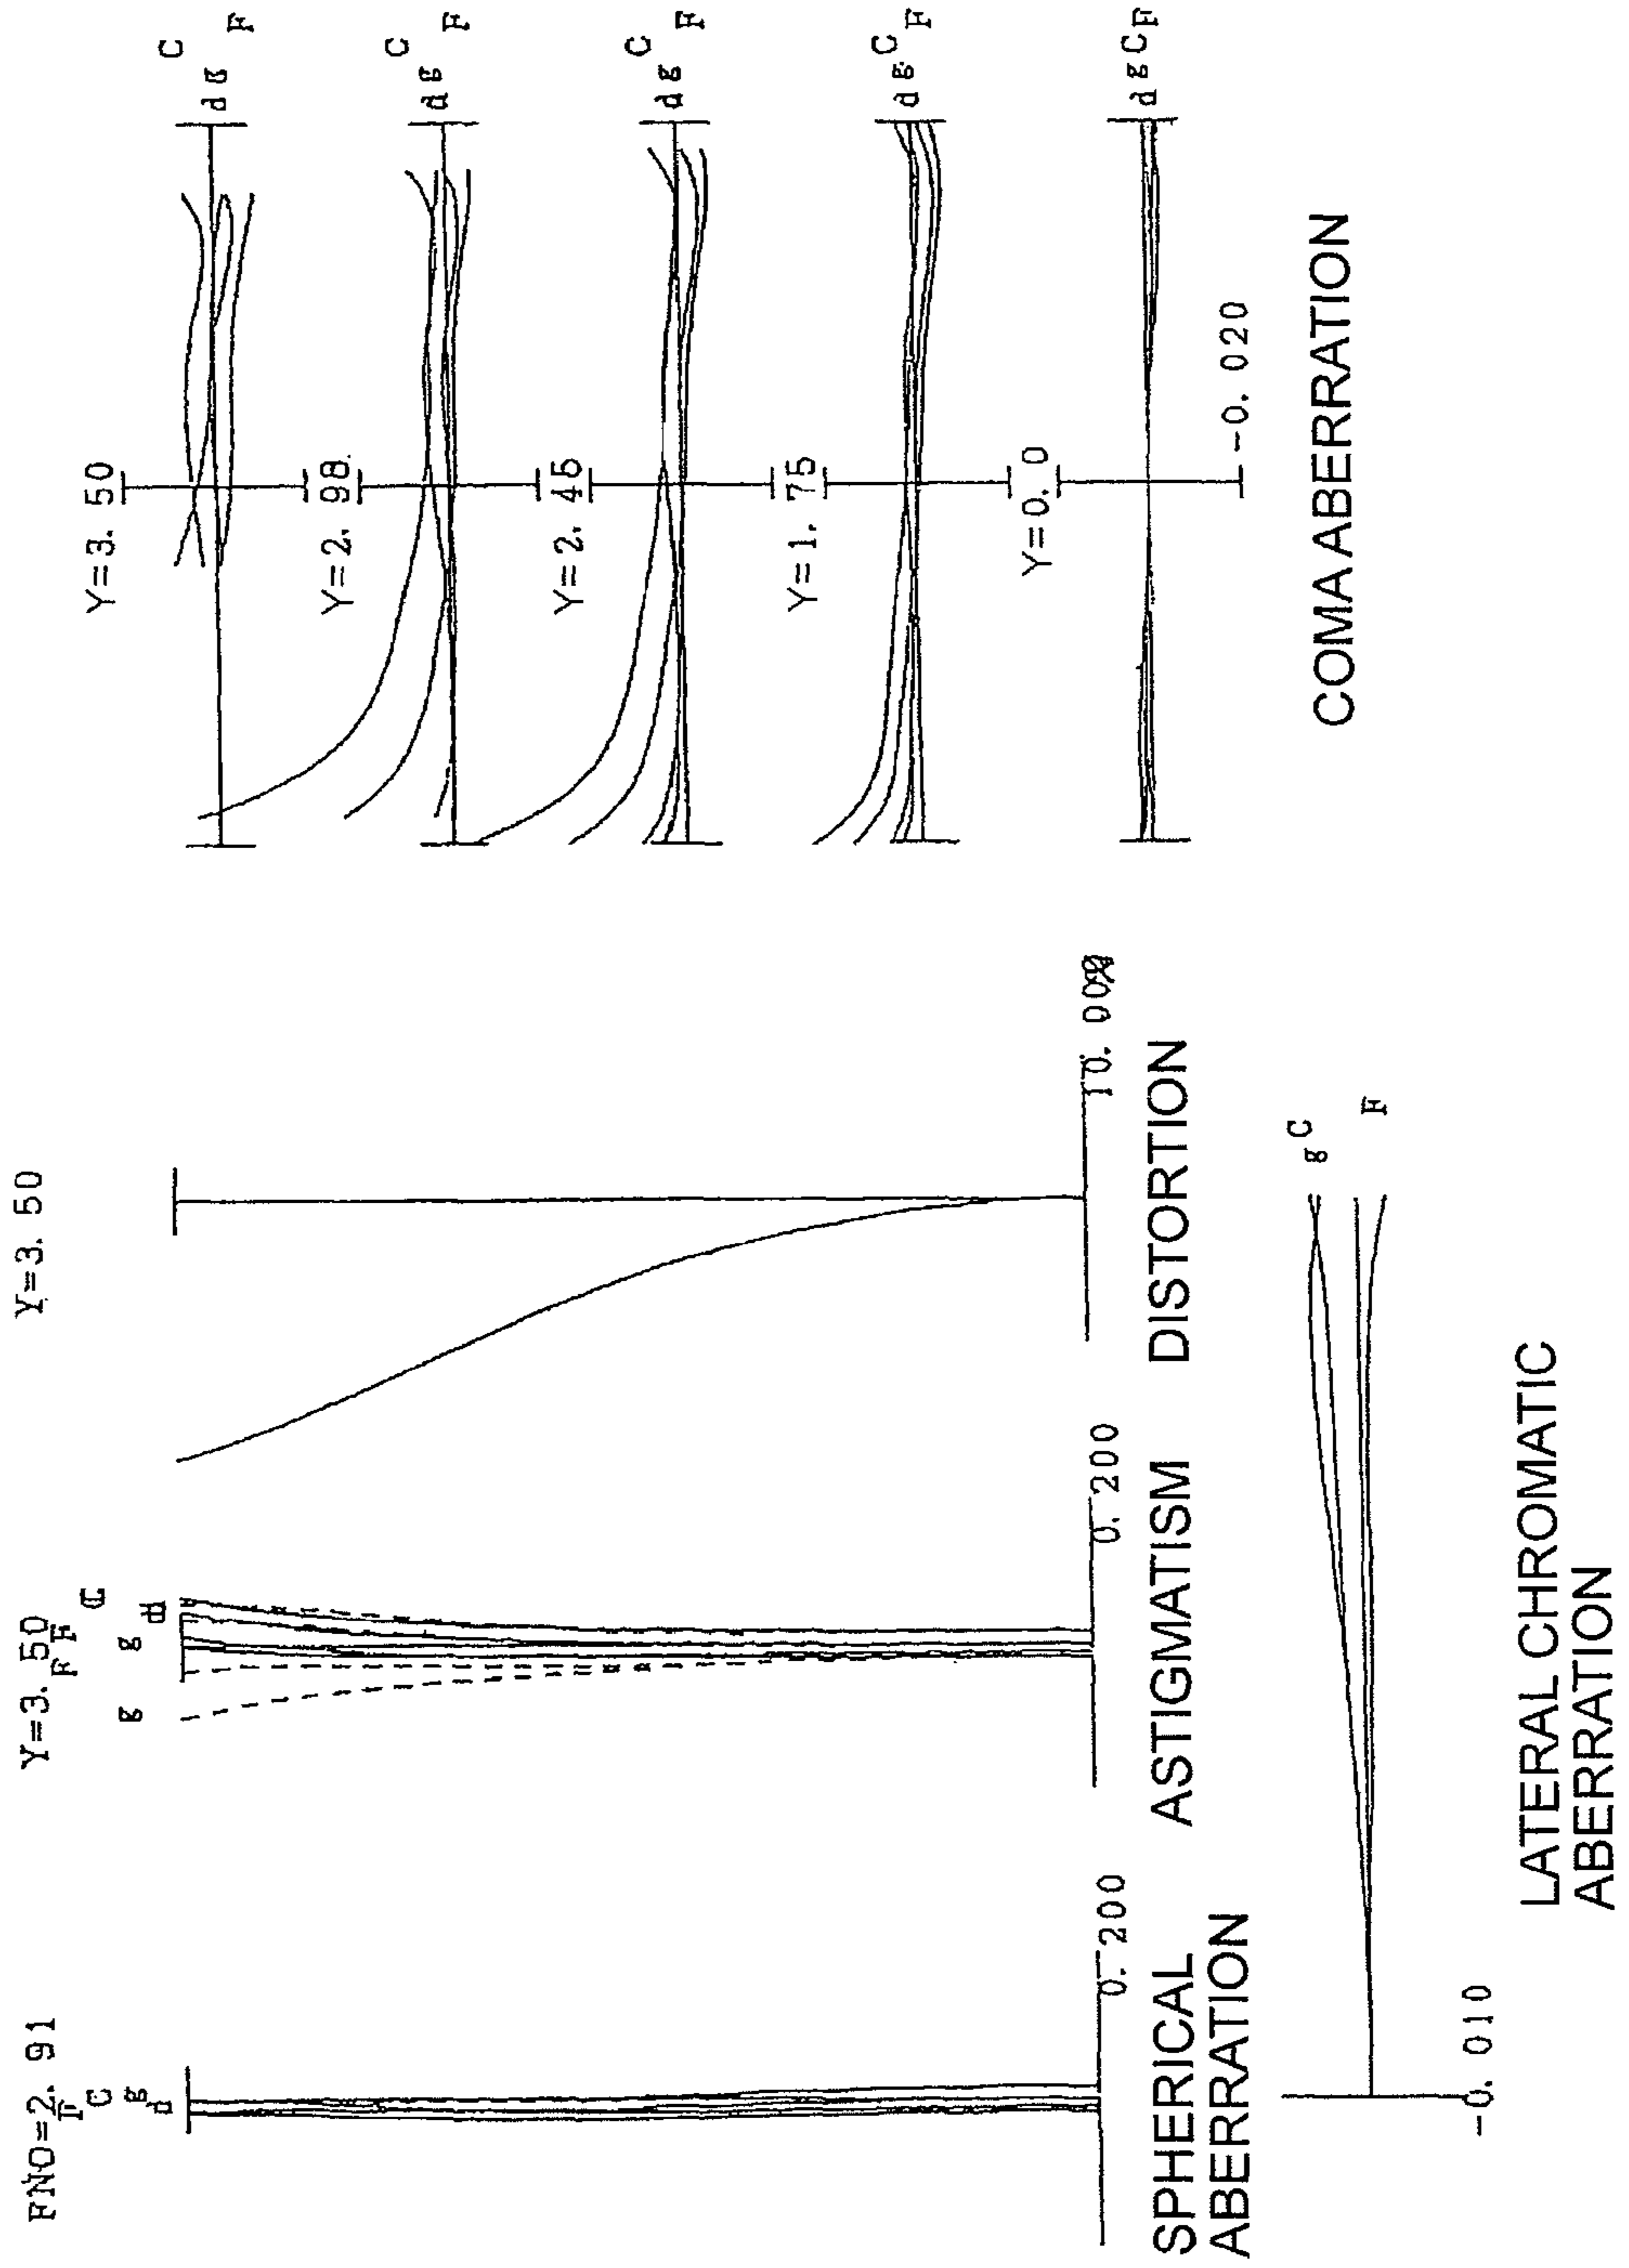 FNO=2. 91
F
C
g
d
0. 200
SPHERICAL
ABERRATION
Y=3. 50
F F
C
d
g
g
0. 200
ASTIGMATISM
Y=3. 50
10. 00%
DISTORTION
g C
F
-0. 010
LATERAL CHROMATIC
ABERRATION
Y=3. 50
C
d g
F
Y=2. 98
C
d g
F
Y=2. 45
C
d g
F
Y=1. 75
C
d g
F
Y=0. 0
d g C F
-0. 020
COMA ABERRATION